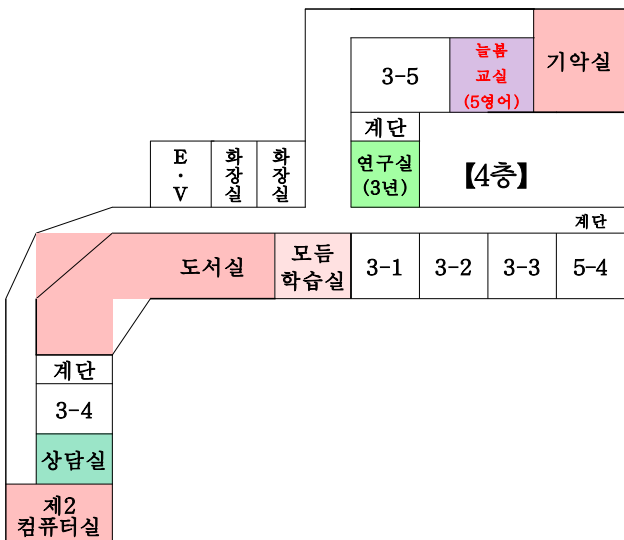 늘봄
교실
(5영어)
기악실
3-5
계단
연구실
(3년)
【4층】
E
·
V
화
장
실
화
장
실
계단
도서실
모듬
학습실
3-1
3-2
3-3
5-4
계단
3-4
상담실
제2
컴퓨터실